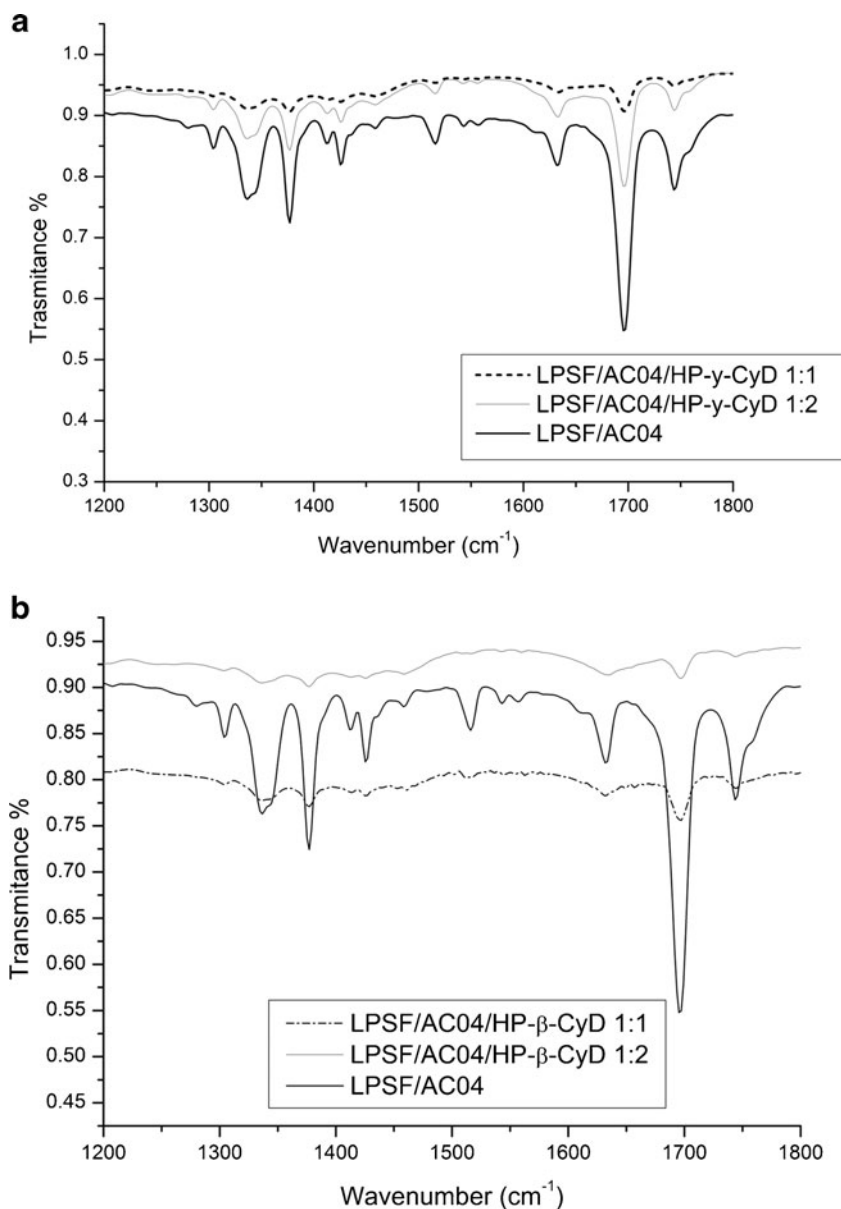 a
1.0
0.9
0.8
0.7
0.6
0.5
0.4
0.3
Trasmitance %
LPSF/AC04/HP-y-CyD 1:1
LPSF/AC04/HP-y-CyD 1:2
LPSF/AC04
1200 1300 1400 1500 1600 1700 1800
Wavenumber (cm⁻¹)
b
0.95
0.90
0.85
0.80
0.75
0.70
0.65
0.60
0.55
0.50
0.45
Transmitance %
LPSF/AC04/HP-β-CyD 1:1
LPSF/AC04/HP-β-CyD 1:2
LPSF/AC04
1200 1300 1400 1500 1600 1700 1800
Wavenumber (cm⁻¹)